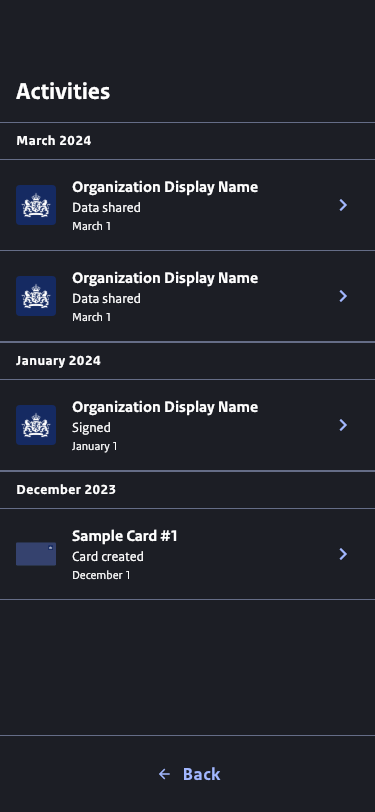 Activities
March 2024
Organization Display Name
Data shared
March 1
Organization Display Name
Data shared
March 1
January 2024
Organization Display Name
Signed
January 1
December 2023
Sample Card #1
Card created
December 1
Back